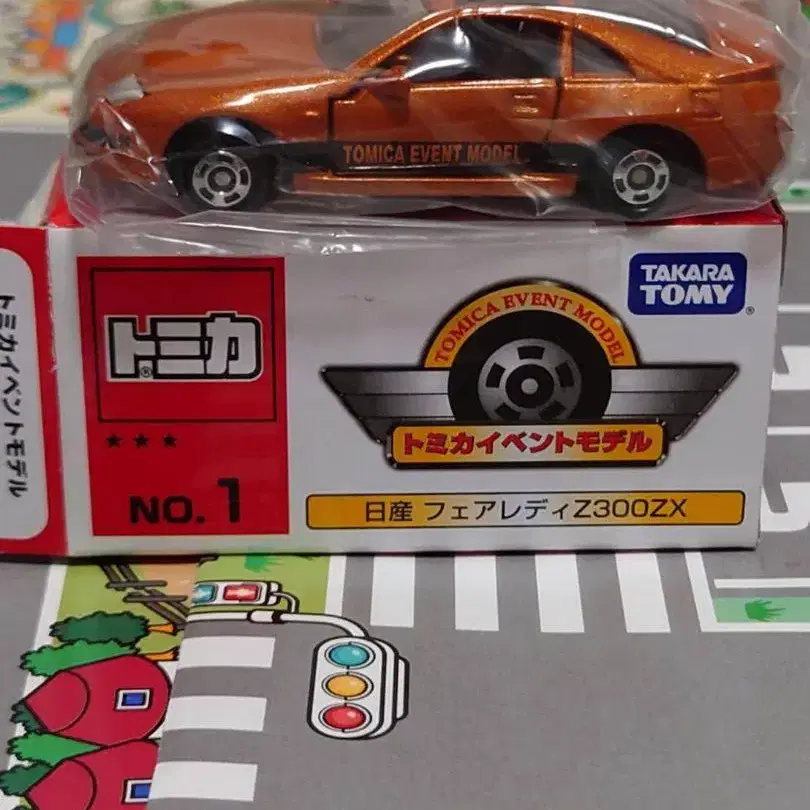 TOMICA EVENT MODEL
トミカイベントモデル
トミカ®
★★★
NO. 1
TAKARA
TOMY®
TOMICA EVENT MODEL
トミカイベントモデル
日産 フェアレディZ300ZX